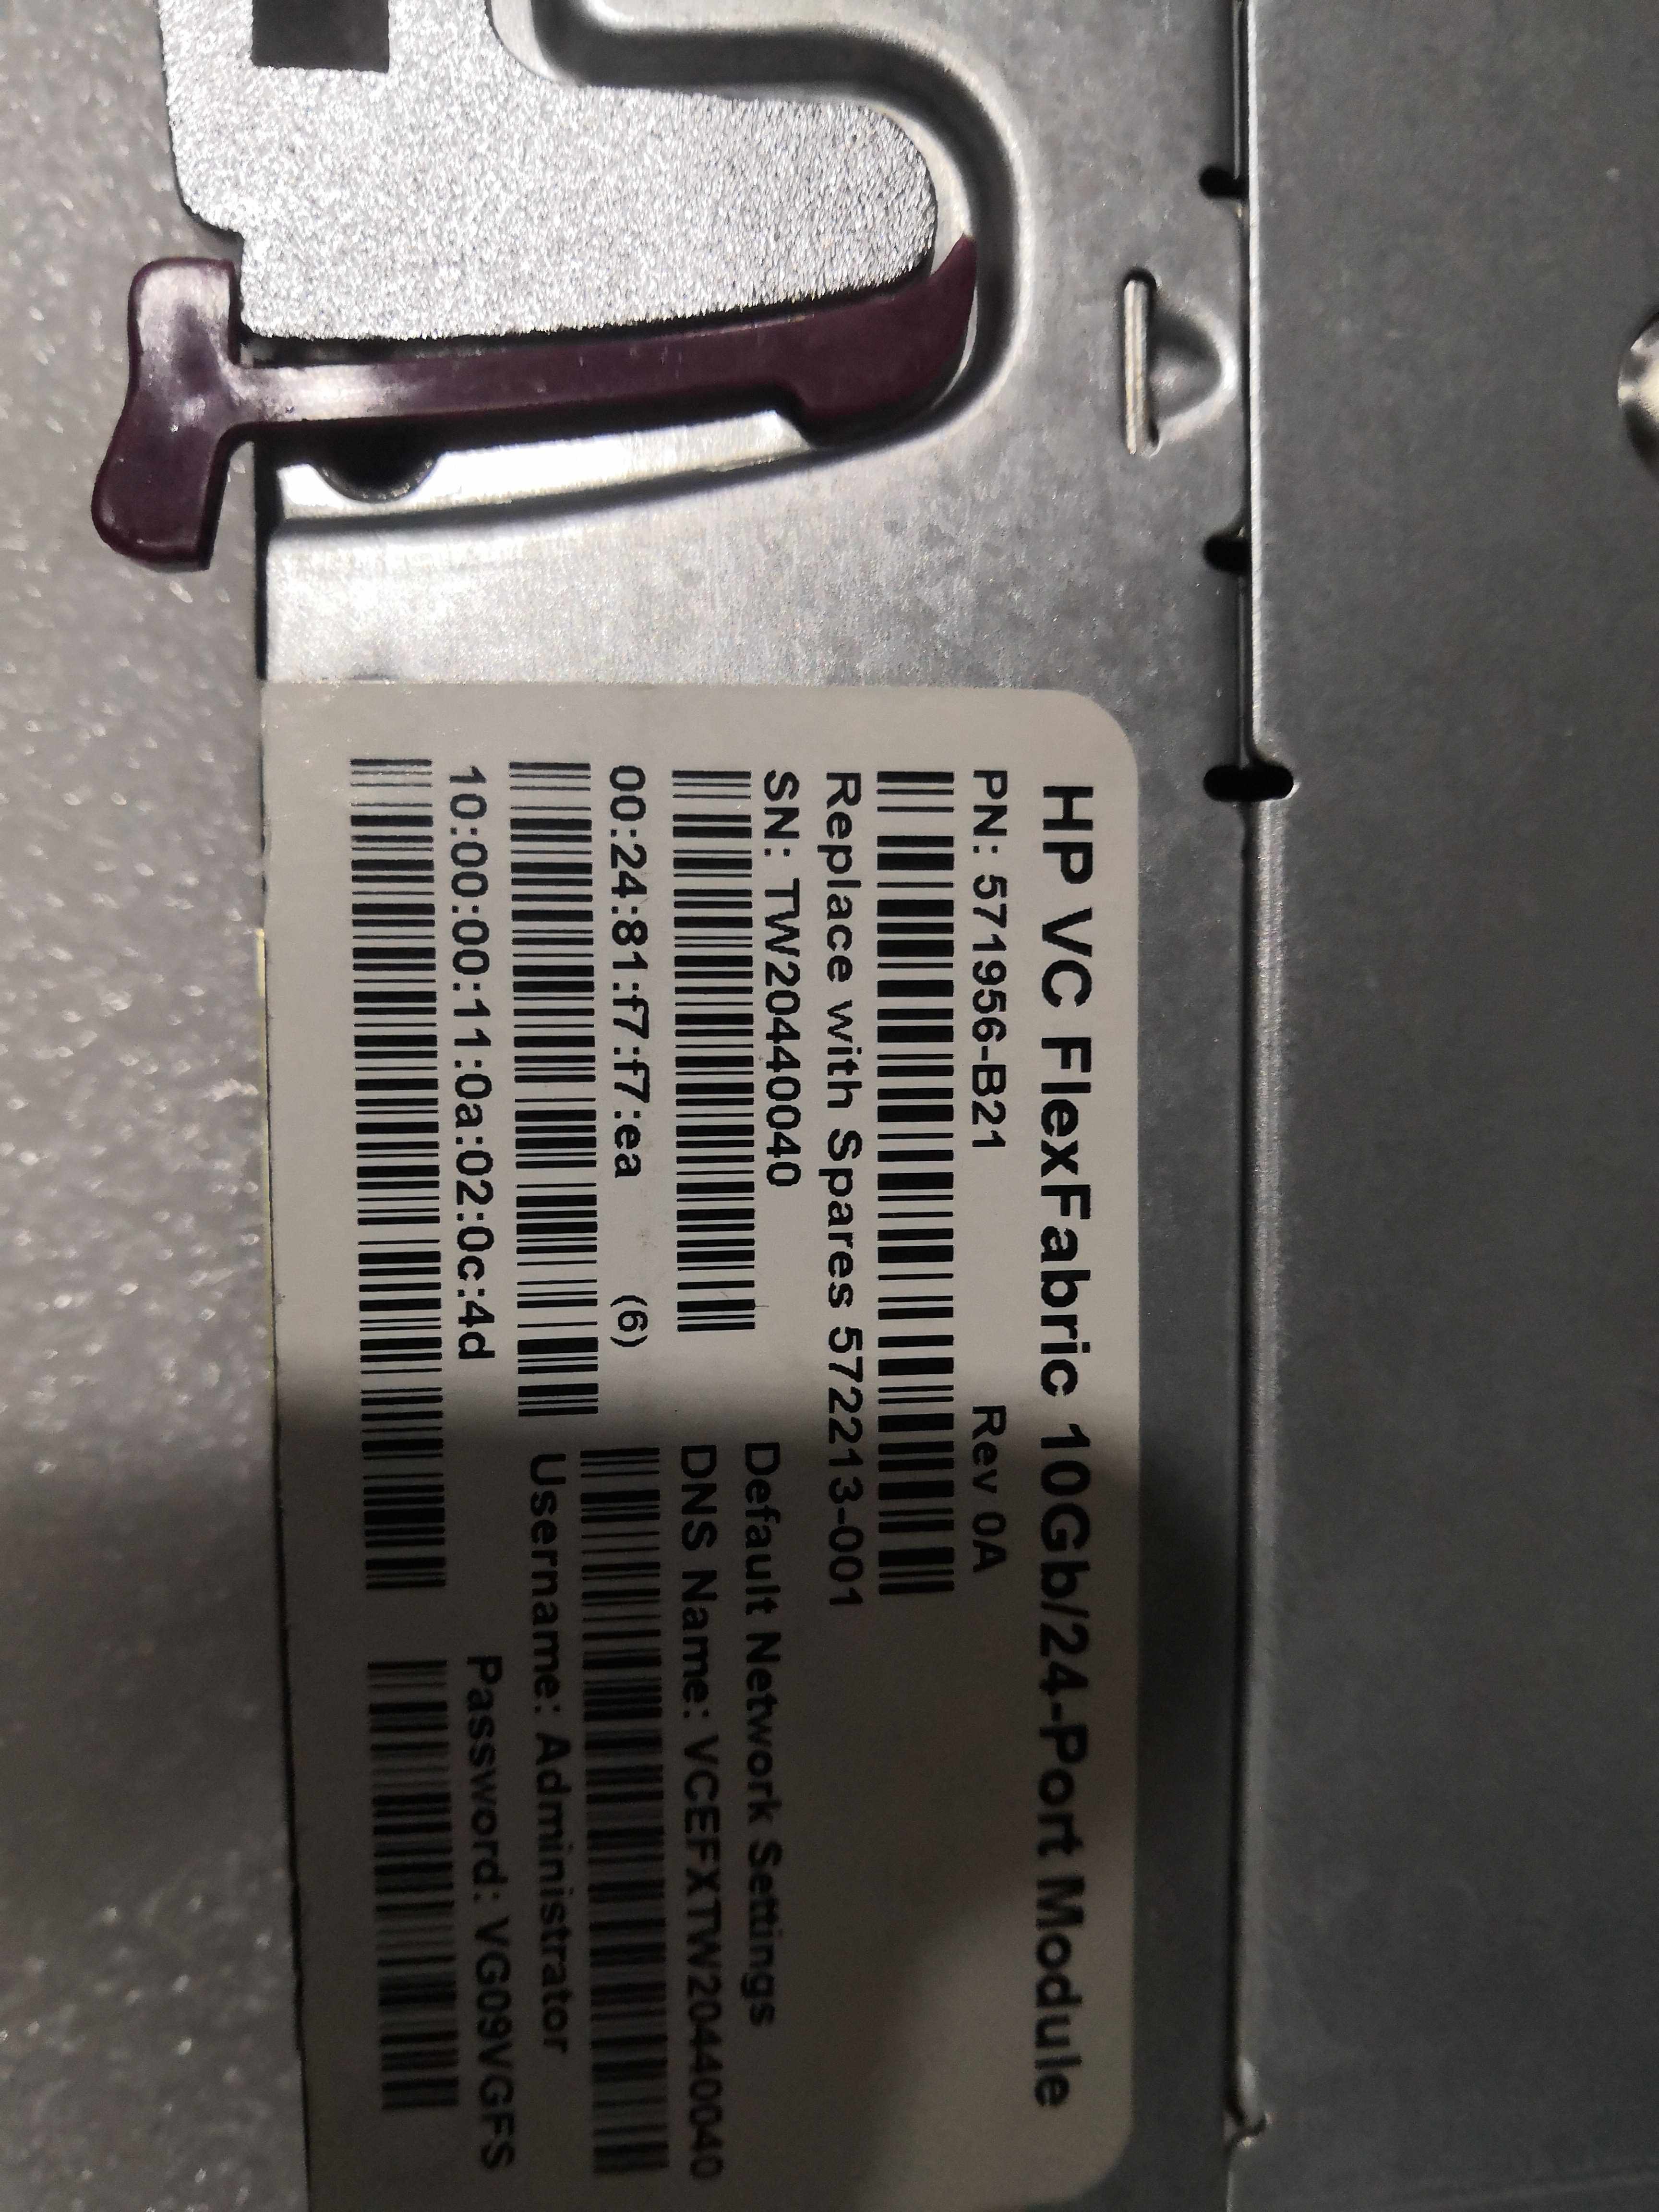 HP VC FlexFabric 10Gb/24-Port Module
PN: 571956-B21 Rev 0A
Replace with Spares 572213-001
SN: TW20440040
Default Network Settings
DNS Name: VCEFXTW20440040
00:24:81:f7:f7:ea (6)
Username: Administrator
10:00:00:11:0a:02:0c:4d
Password: VG09VGFS